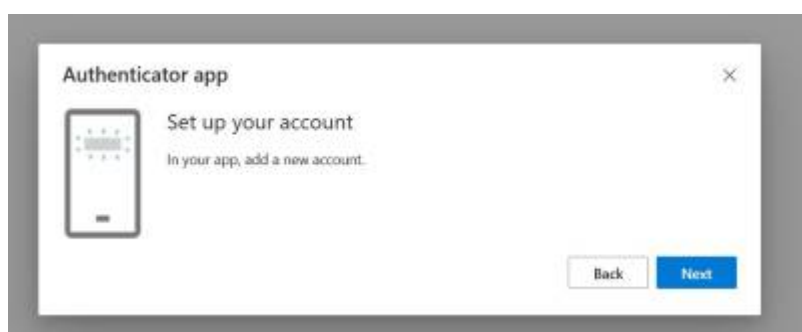 Authenticator app
Set up your account
In your app, add a new account.
Back
Next